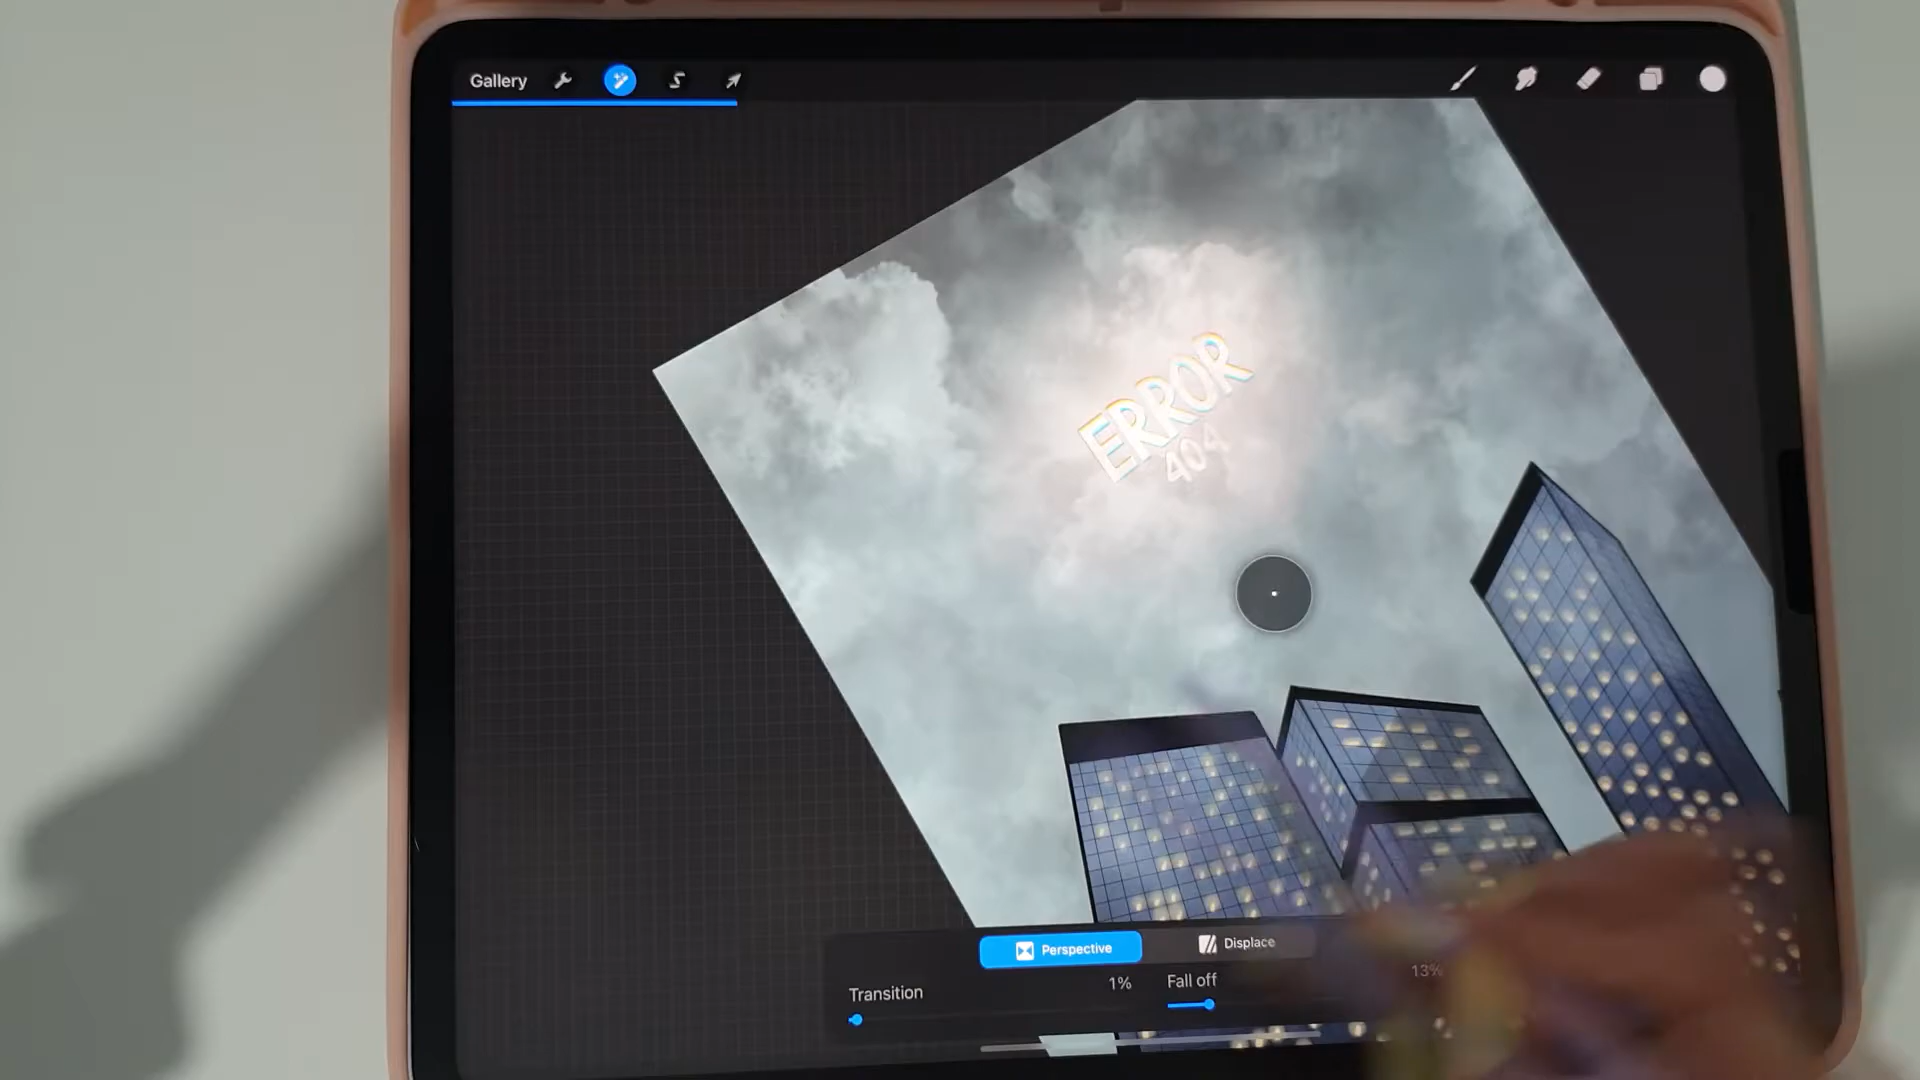 Gallery
ERROR
404
Perspective
Displace
Transition
1%
Fall off
13%